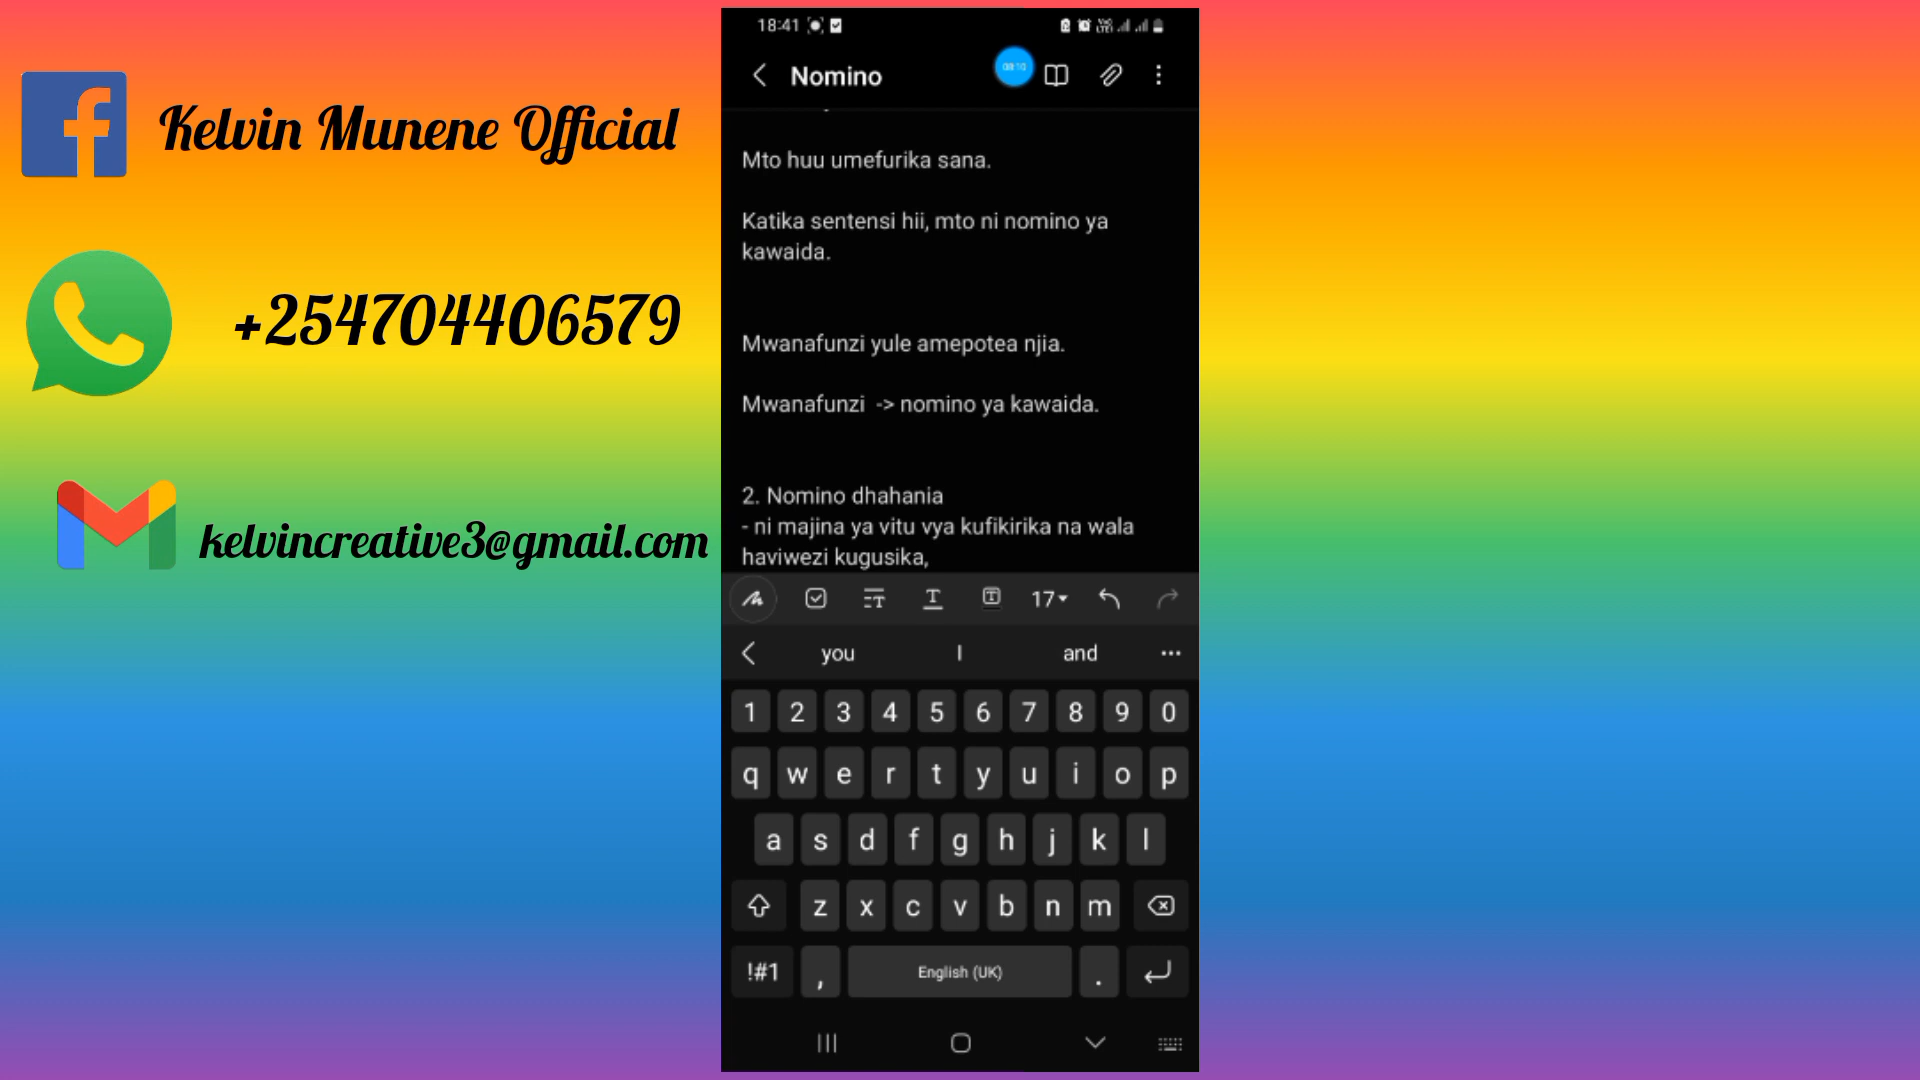 Kelvin Munene Official
+254704406579
kelvincreative3@gmail.com
18:41
Nomino
Mto huu umefurika sana.
Katika sentensi hii, mto ni nomino ya
kawaida.
Mwanafunzi yule amepotea njia.
Mwanafunzi -> nomino ya kawaida.
2. Nomino dhahania
- ni majina ya vitu vya kufikirika na wala
haviwezi kugusika,
17
you I and
1 2 3 4 5 6 7 8 9 0
q w e r t y u i o p
a s d f g h j k l
z x c v b n m
!#1 , English (UK) .